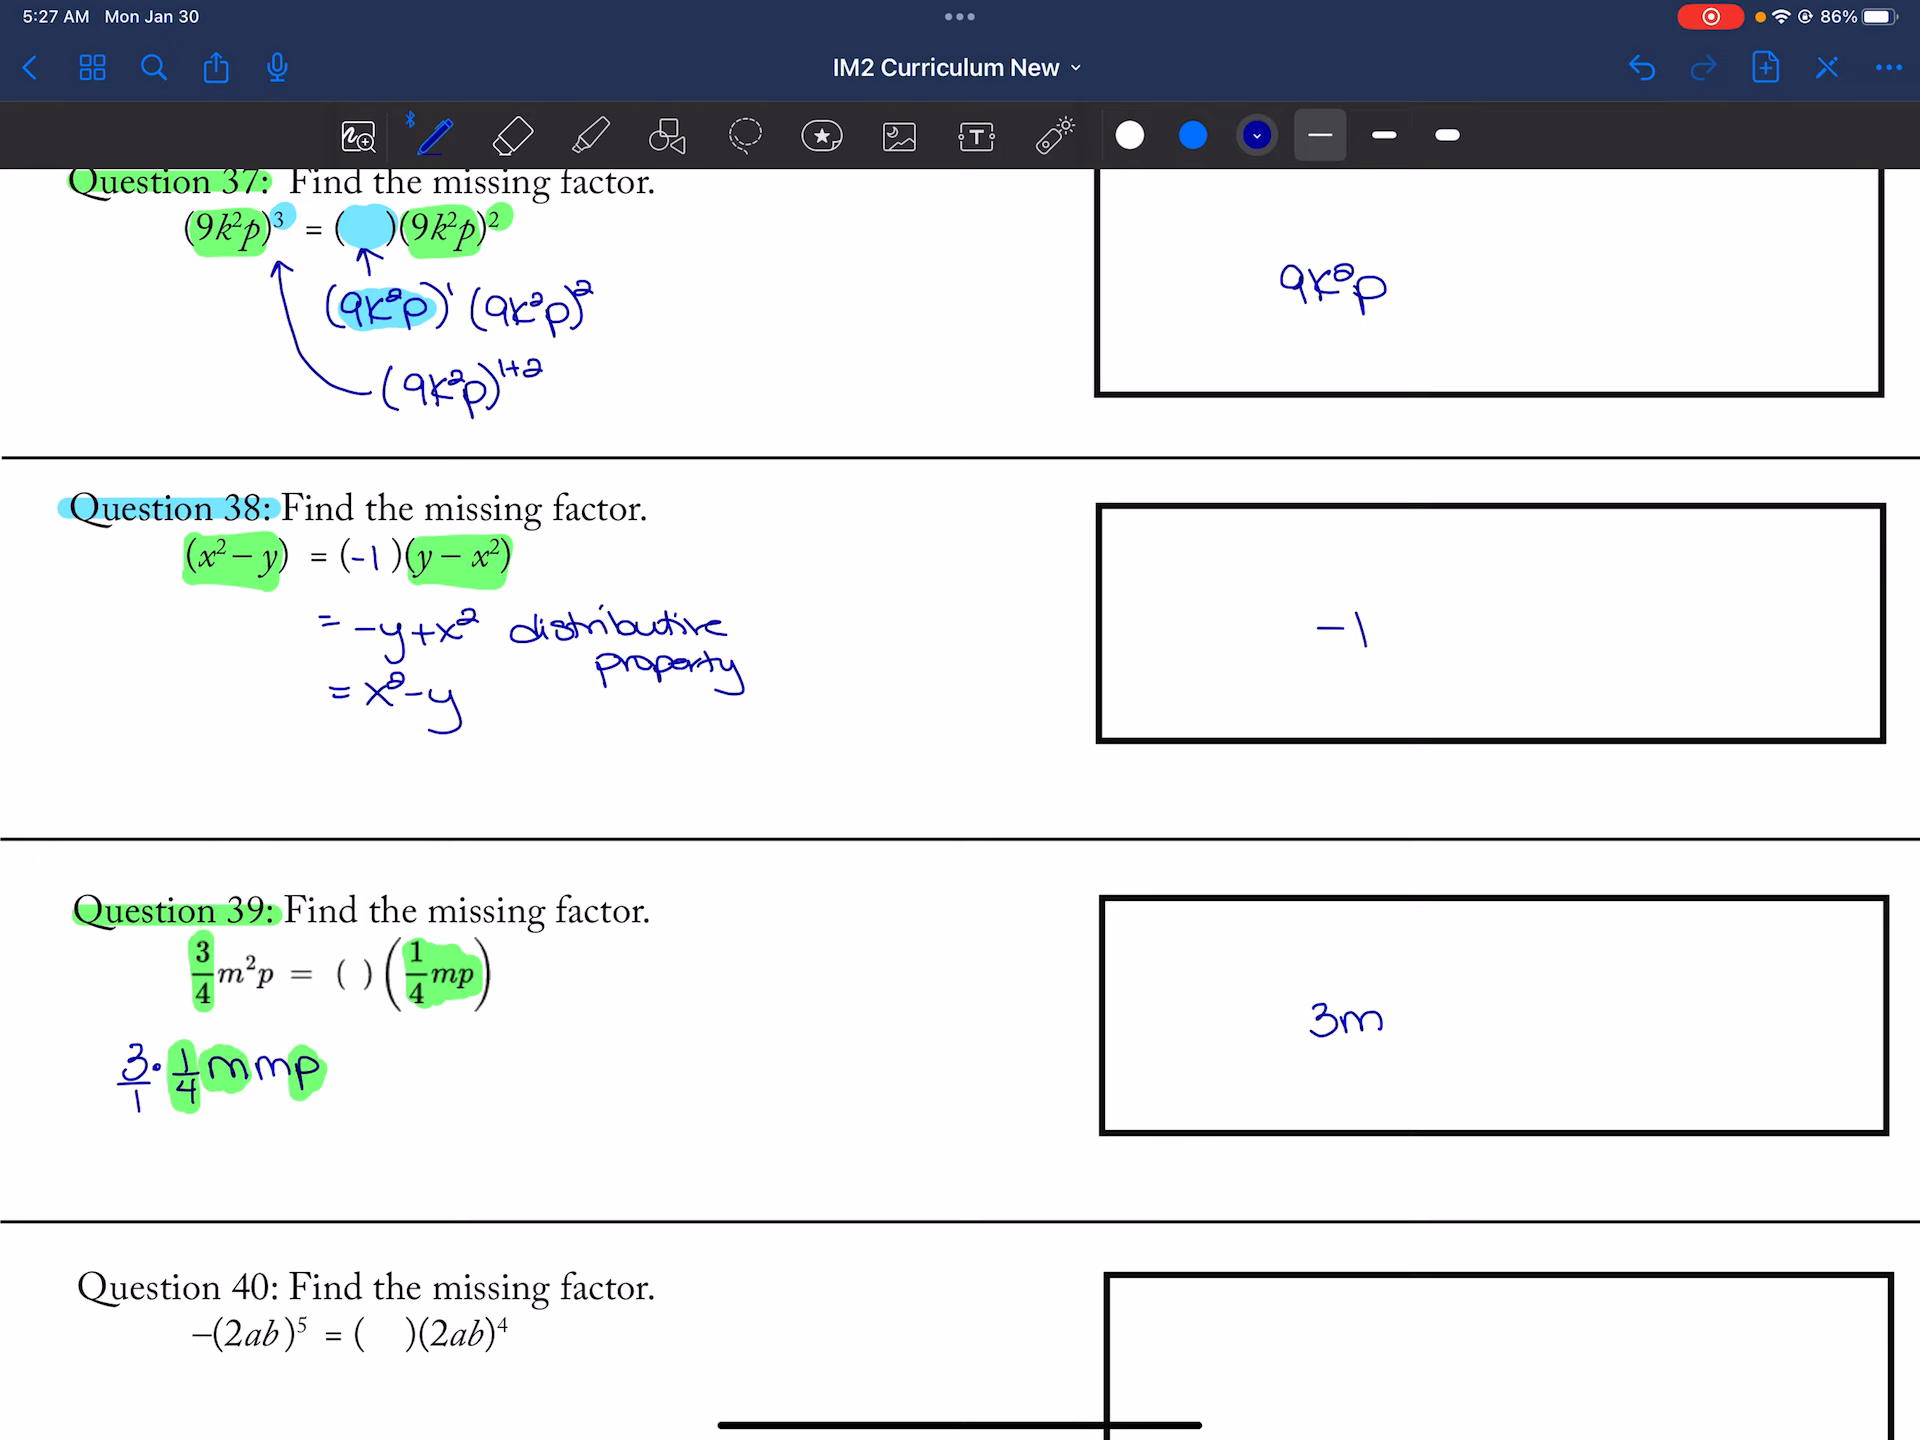 5:27 AM Mon Jan 30
86%
IM2 Curriculum New
Question 37: Find the missing factor.
(9k²p)³ = ( )(9k²p)²
(9k²p)¹ (9k²p)²
(9k²p)¹⁺²
9k²p
Question 38: Find the missing factor.
(x² – y) = (-1)(y – x²)
= -y+x² distributive
property
= x²-y
-1
Question 39: Find the missing factor.
3/4 m²p = ( ) (1/4 mp)
3/1 · 1/4 mmp
3m
Question 40: Find the missing factor.
–(2ab)⁵ = ( )(2ab)⁴